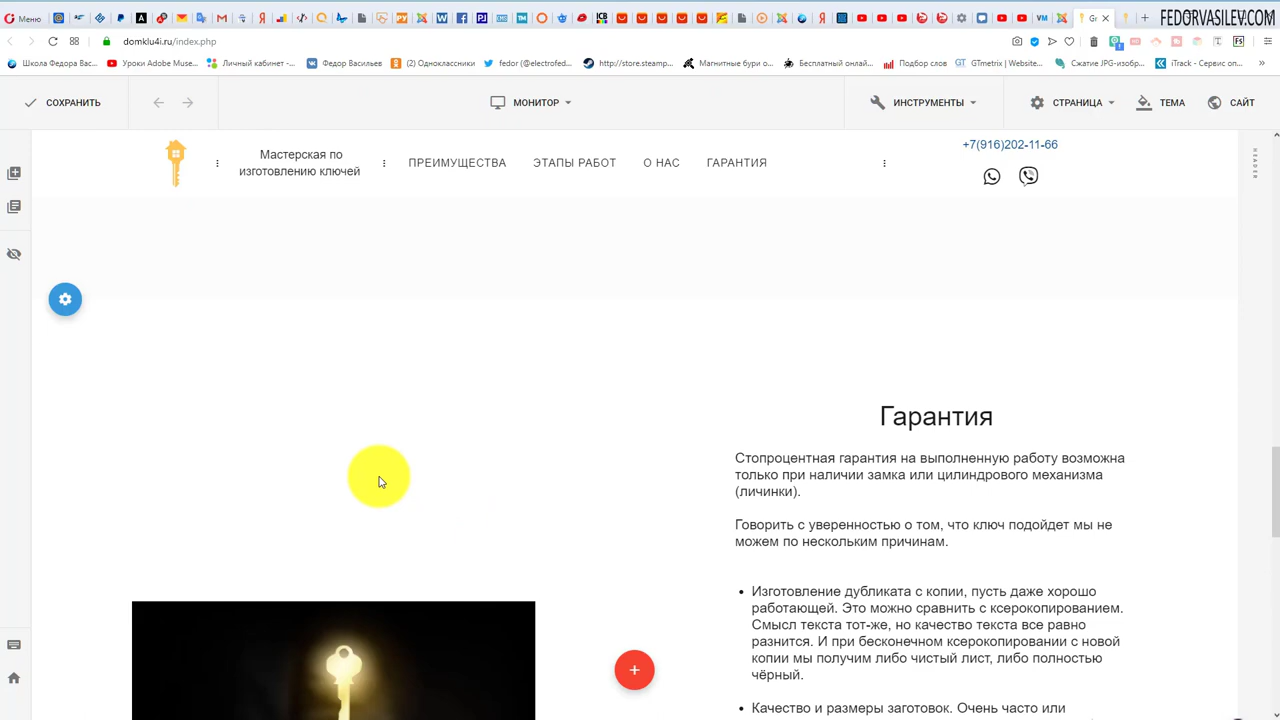 Меню
FEDORVASILEV.COM
domklu4i.ru/index.php
Школа Федора Вас...
Уроки Adobe Muse...
Личный кабинет -...
Федор Васильев
(2) Одноклассники
fedor (@electrofed...
http://store.steamp...
Магнитные бури о...
Бесплатный онлай...
Подбор слов
GTmetrix | Website...
Сжатие JPG-изобр...
iTrack - Сервис оп...
СОХРАНИТЬ
МОНИТОР
ИНСТРУМЕНТЫ
СТРАНИЦА
ТЕМА
САЙТ
Мастерская по
изготовлению ключей
ПРЕИМУЩЕСТВА
ЭТАПЫ РАБОТ
О НАС
ГАРАНТИЯ
+7(916)202-11-66
HEADER
Гарантия
Стопроцентная гарантия на выполненную работу возможна
только при наличии замка или цилиндрового механизма
(личинки).
Говорить с уверенностью о том, что ключ подойдет мы не
можем по нескольким причинам.
• Изготовление дубликата с копии, пусть даже хорошо
работающей. Это можно сравнить с ксерокопированием.
Смысл текста тот-же, но качество текста все равно
разнится. И при бесконечном ксерокопировании с новой
копии мы получим либо чистый лист, либо полностью
чёрный.
• Качество и размеры заготовок. Очень часто или